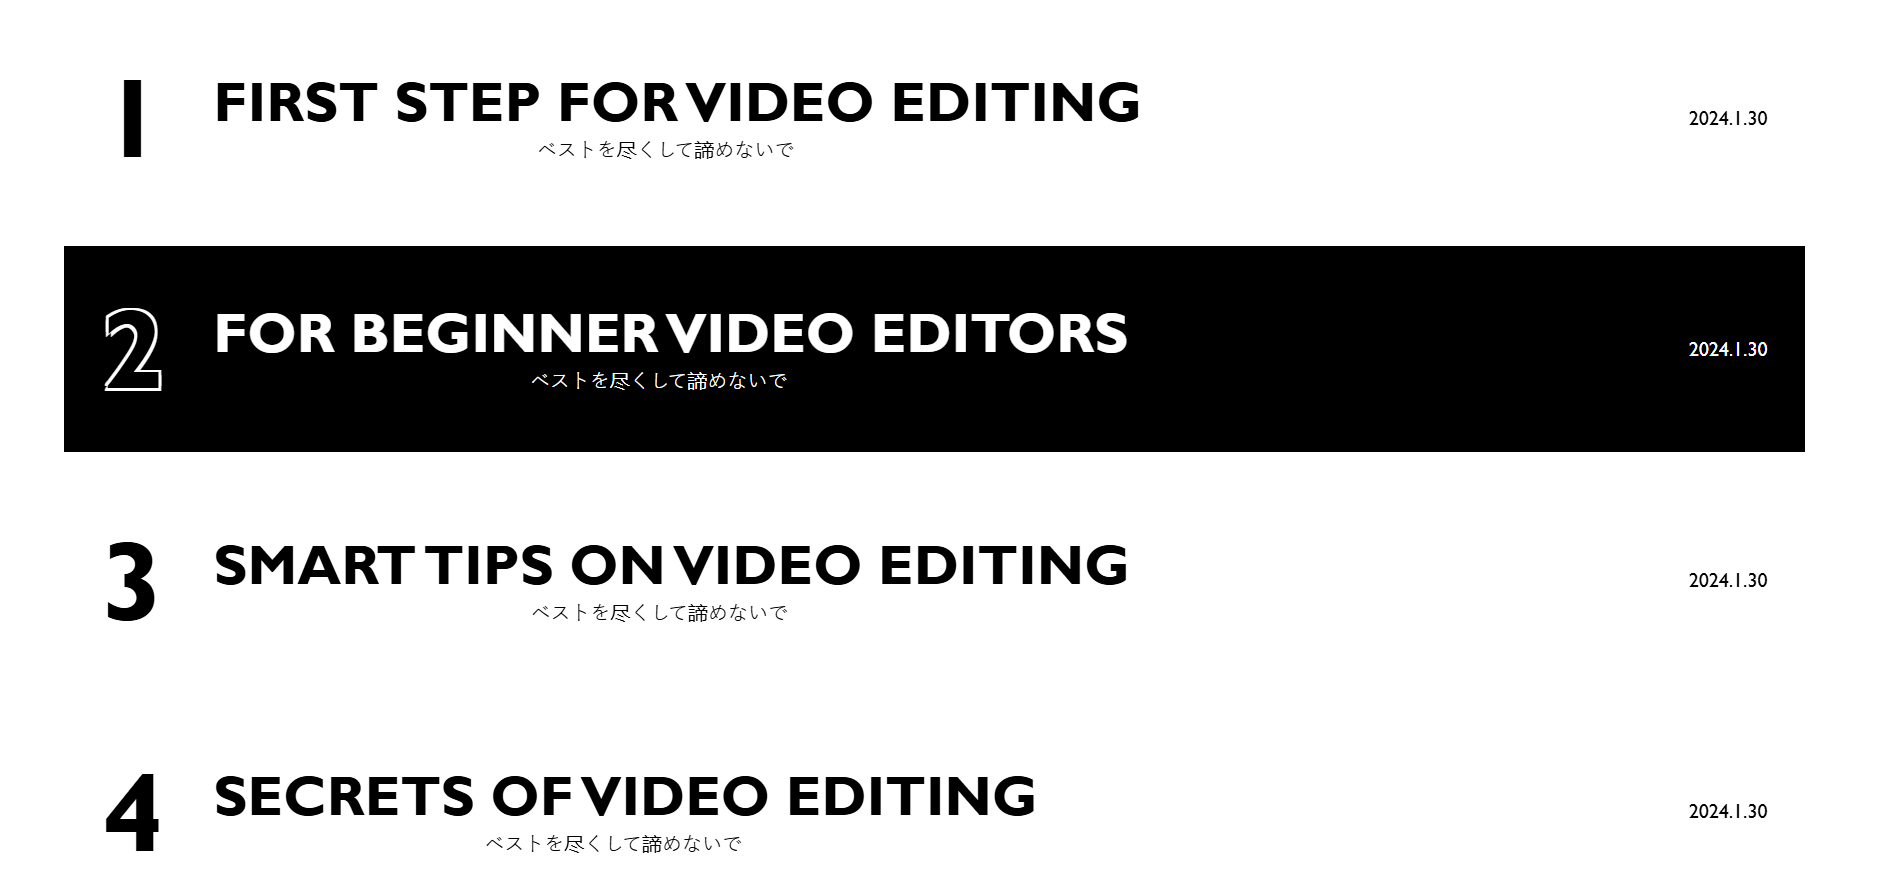 1
FIRST STEP FOR VIDEO EDITING
ベストを尽くして諦めないで
2024.1.30
2
FOR BEGINNER VIDEO EDITORS
ベストを尽くして諦めないで
2024.1.30
3
SMART TIPS ON VIDEO EDITING
ベストを尽くして諦めないで
2024.1.30
4
SECRETS OF VIDEO EDITING
ベストを尽くして諦めないで
2024.1.30